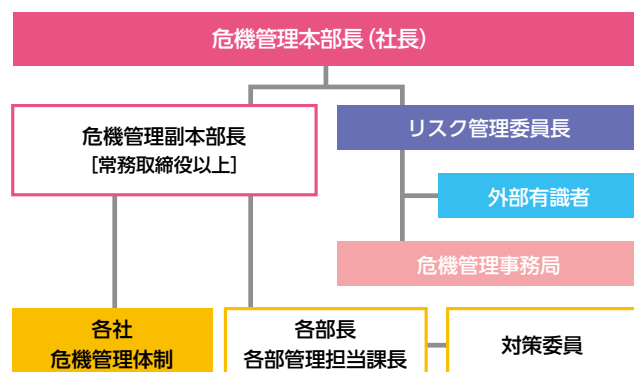 危機管理本部長(社長)
危機管理副本部長
[常務取締役以上]
リスク管理委員長
外部有識者
危機管理事務局
各社
危機管理体制
各部長
各部管理担当課長
対策委員